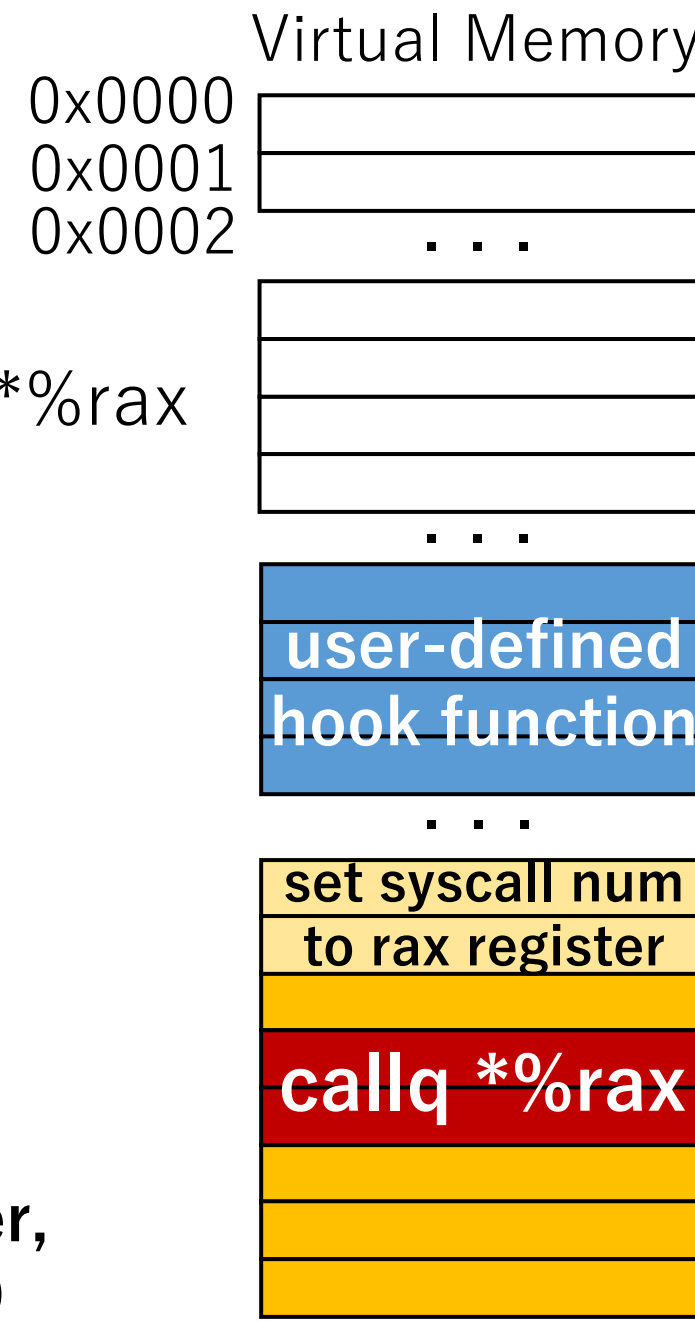 Virtual Memory
0x0000
0x0001
0x0002
. . .
*%rax
. . .
user-defined
hook function
. . .
set syscall num
to rax register
callq *%rax